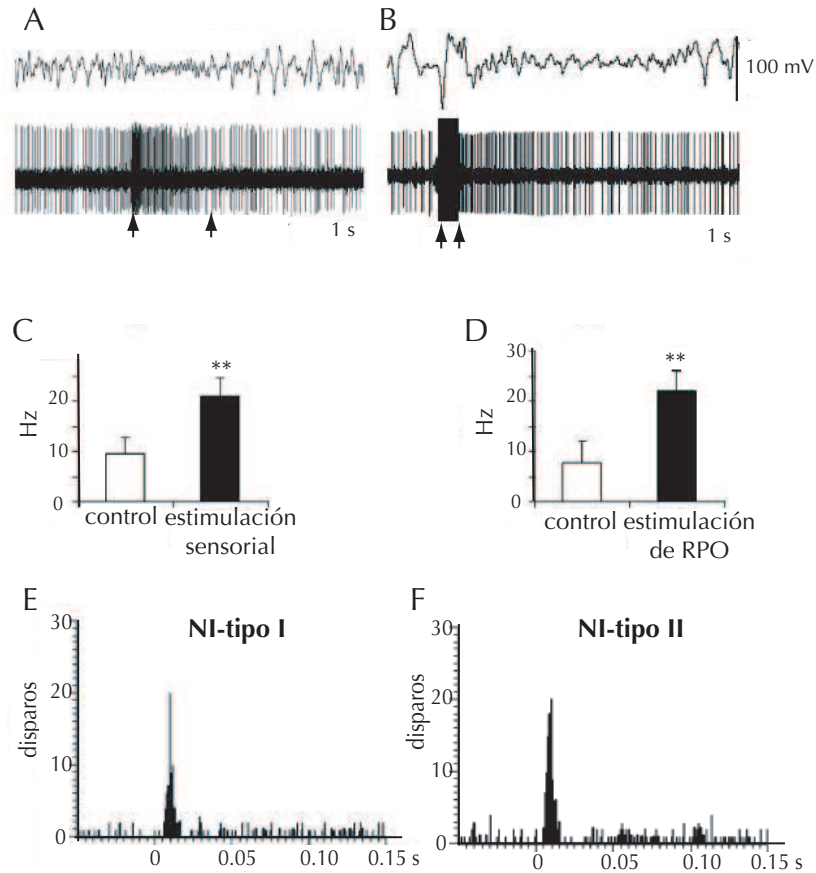 A
B
100 mV
1 s
1 s
C
D
Hz
20
10
0
**
control estimulación
sensorial
Hz
30
20
10
0
**
control estimulación
de RPO
E
F
NI-tipo I
NI-tipo II
disparos
30
20
10
0
0 0.05 0.10 0.15 s
disparos
30
20
10
0
0 0.05 0.10 0.15 s